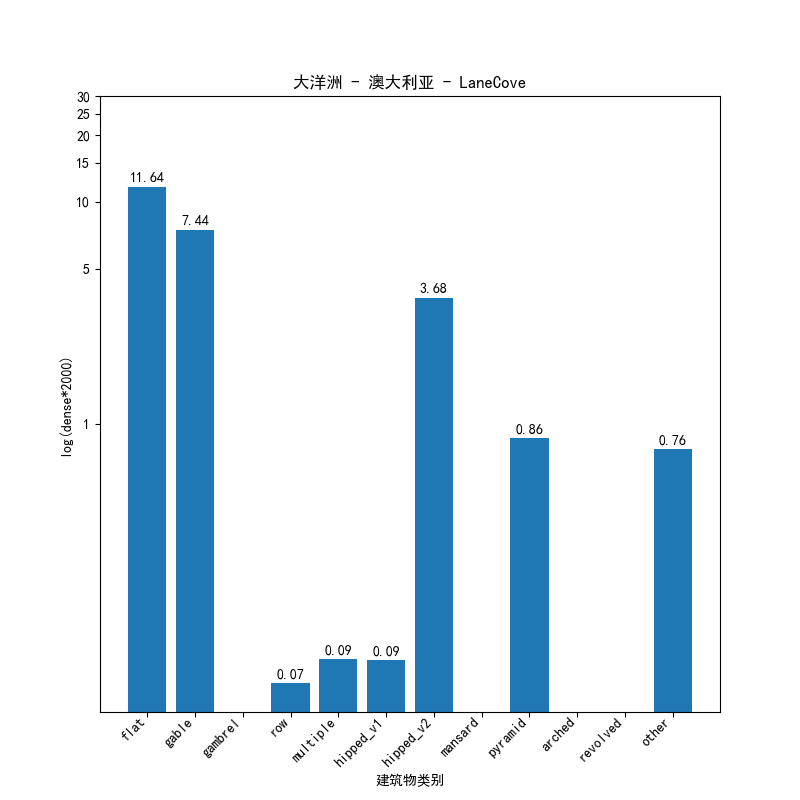 大洋洲 - 澳大利亚 - LaneCove
30
25
20
15
10
5
1
log(dense*2000)
11.64
7.44
0.07
0.09
0.09
3.68
0.86
0.76
flat
gable
gambrel
row
multiple
hipped_v1
hipped_v2
mansard
pyramid
arched
revolved
other
建筑物类别